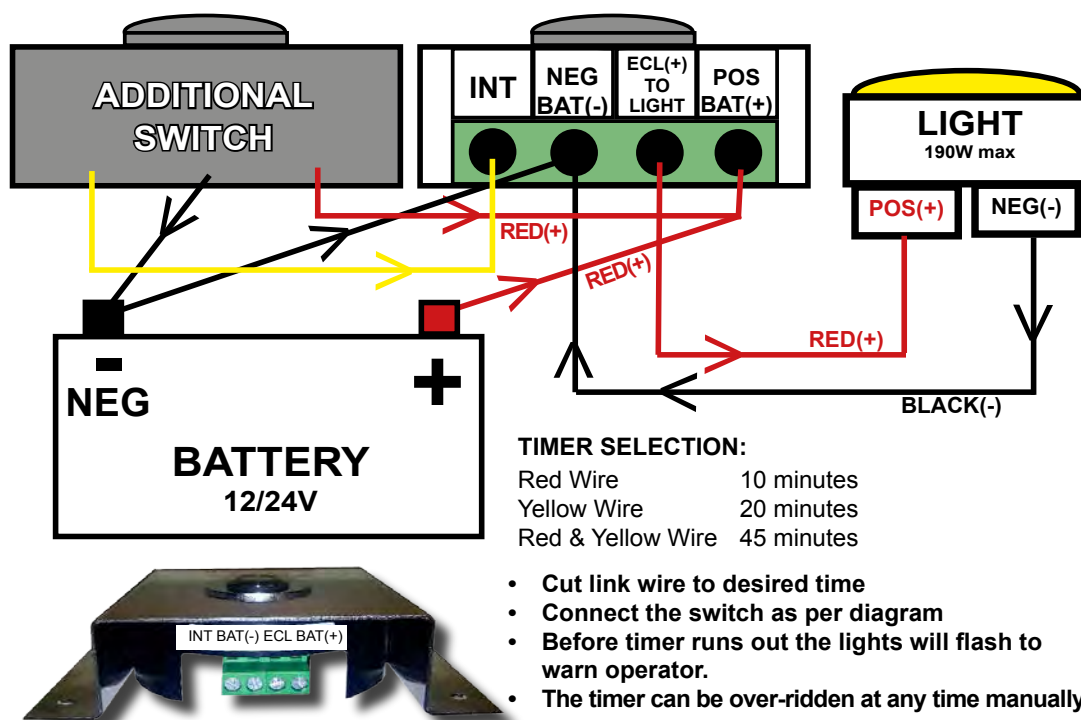 ADDITIONAL
SWITCH
INT
NEG
BAT(-)
ECL(+)
TO
LIGHT
POS
BAT(+)
LIGHT
190W max
POS(+)
NEG(-)
RED(+)
RED(+)
RED(+)
BLACK(-)
-
+
NEG
BATTERY
12/24V
TIMER SELECTION:
Red Wire 10 minutes
Yellow Wire 20 minutes
Red & Yellow Wire 45 minutes
• Cut link wire to desired time
• Connect the switch as per diagram
• Before timer runs out the lights will flash to
warn operator.
• The timer can be over-ridden at any time manually
INT BAT(-) ECL BAT(+)